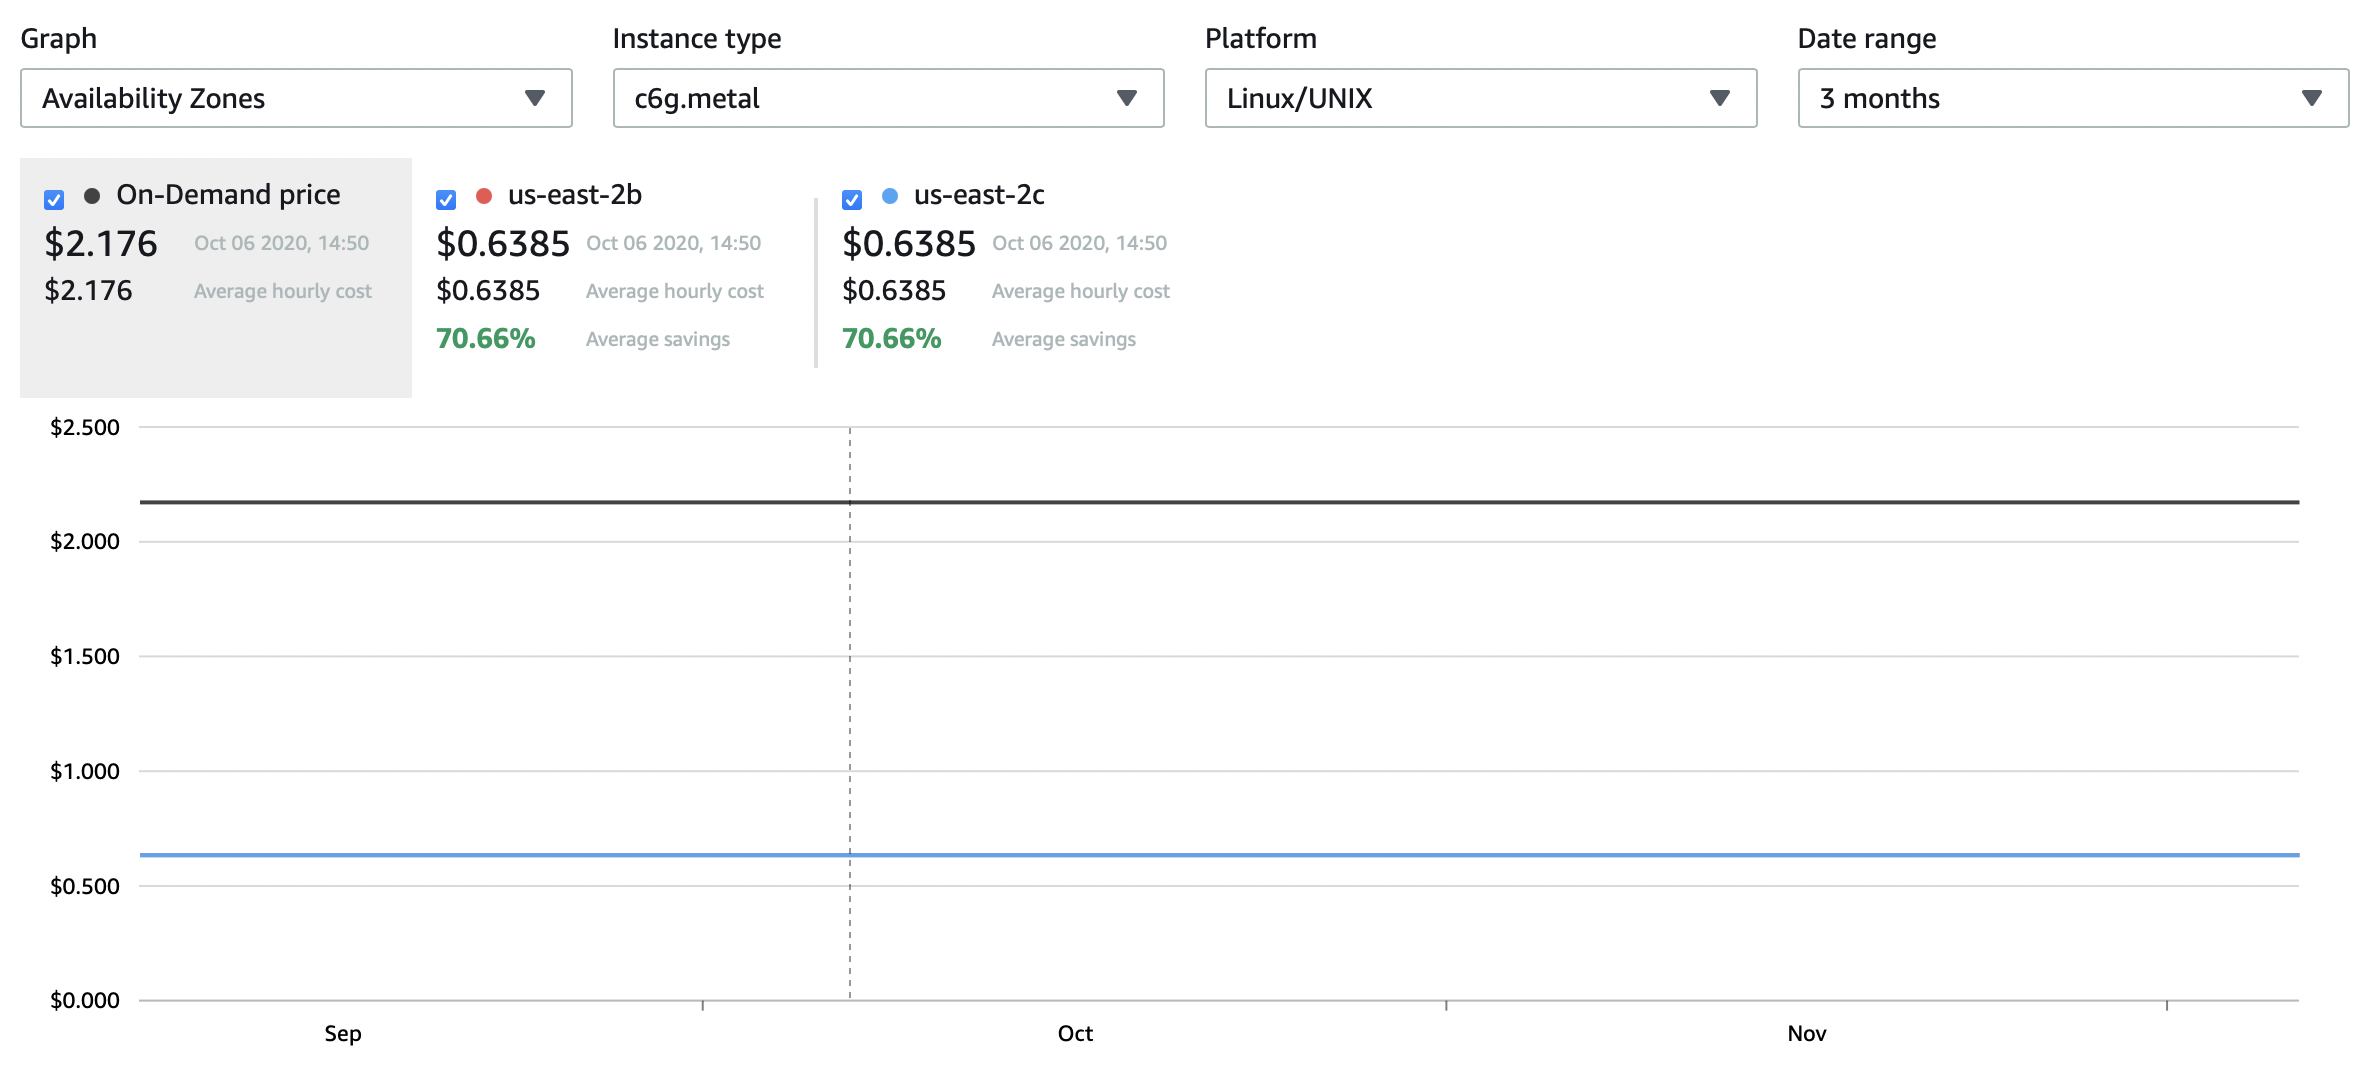 Graph
Instance type
Platform
Date range
Availability Zones
c6g.metal
Linux/UNIX
3 months
On-Demand price
$2.176 Oct 06 2020, 14:50
$2.176 Average hourly cost
us-east-2b
$0.6385 Oct 06 2020, 14:50
$0.6385 Average hourly cost
70.66% Average savings
us-east-2c
$0.6385 Oct 06 2020, 14:50
$0.6385 Average hourly cost
70.66% Average savings
$2.500
$2.000
$1.500
$1.000
$0.500
$0.000
Sep
Oct
Nov